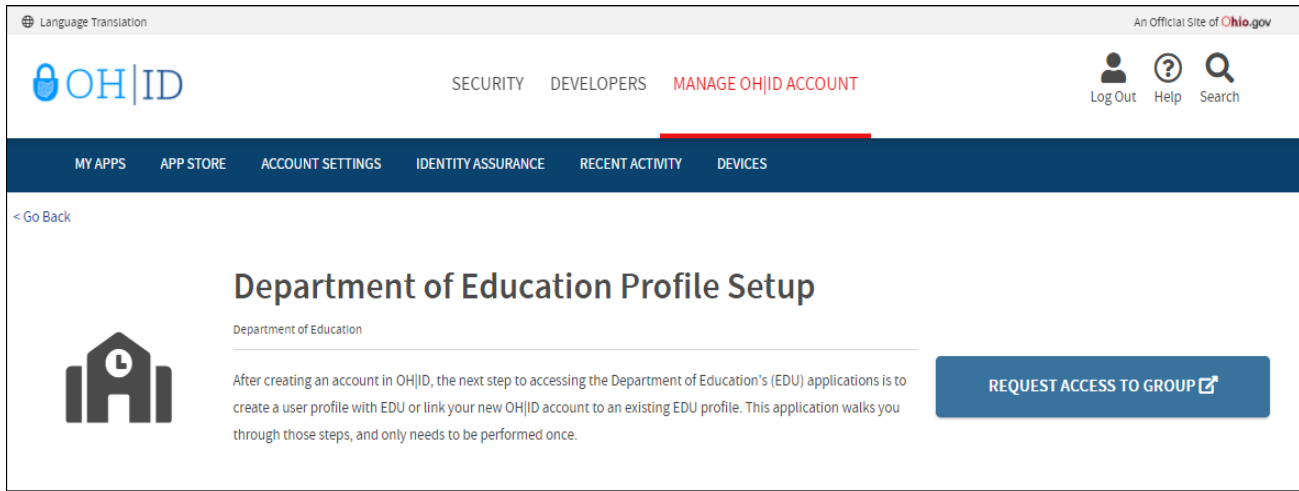 Language Translation
An Official Site of Ohio.gov
OH|ID
SECURITY DEVELOPERS MANAGE OH|ID ACCOUNT
Log Out Help Search
MY APPS APP STORE ACCOUNT SETTINGS IDENTITY ASSURANCE RECENT ACTIVITY DEVICES
< Go Back
Department of Education Profile Setup
Department of Education
After creating an account in OH|ID, the next step to accessing the Department of Education's (EDU) applications is to
create a user profile with EDU or link your new OH|ID account to an existing EDU profile. This application walks you
through those steps, and only needs to be performed once.
REQUEST ACCESS TO GROUP